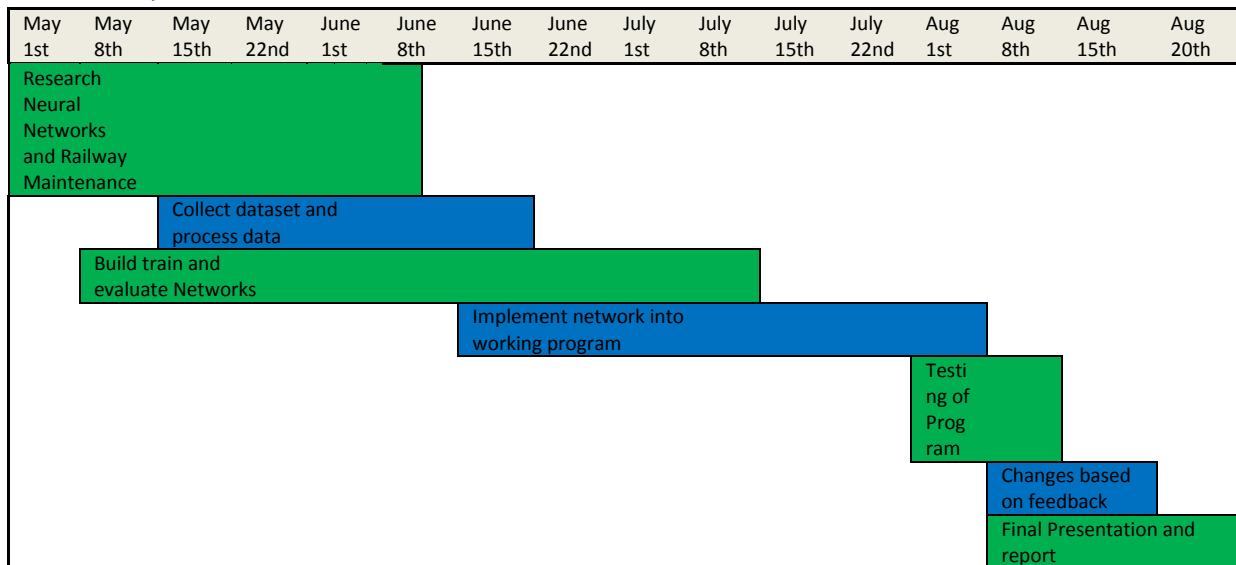 May May May May June June June June July July July July Aug Aug Aug Aug
1st 8th 15th 22nd 1st 8th 15th 22nd 1st 8th 15th 22nd 1st 8th 15th 20th
Research
Neural
Networks
and Railway
Maintenance
Collect dataset and
process data
Build train and
evaluate Networks
Implement network into
working program
Testi
ng of
Prog
ram
Changes based
on feedback
Final Presentation and
report